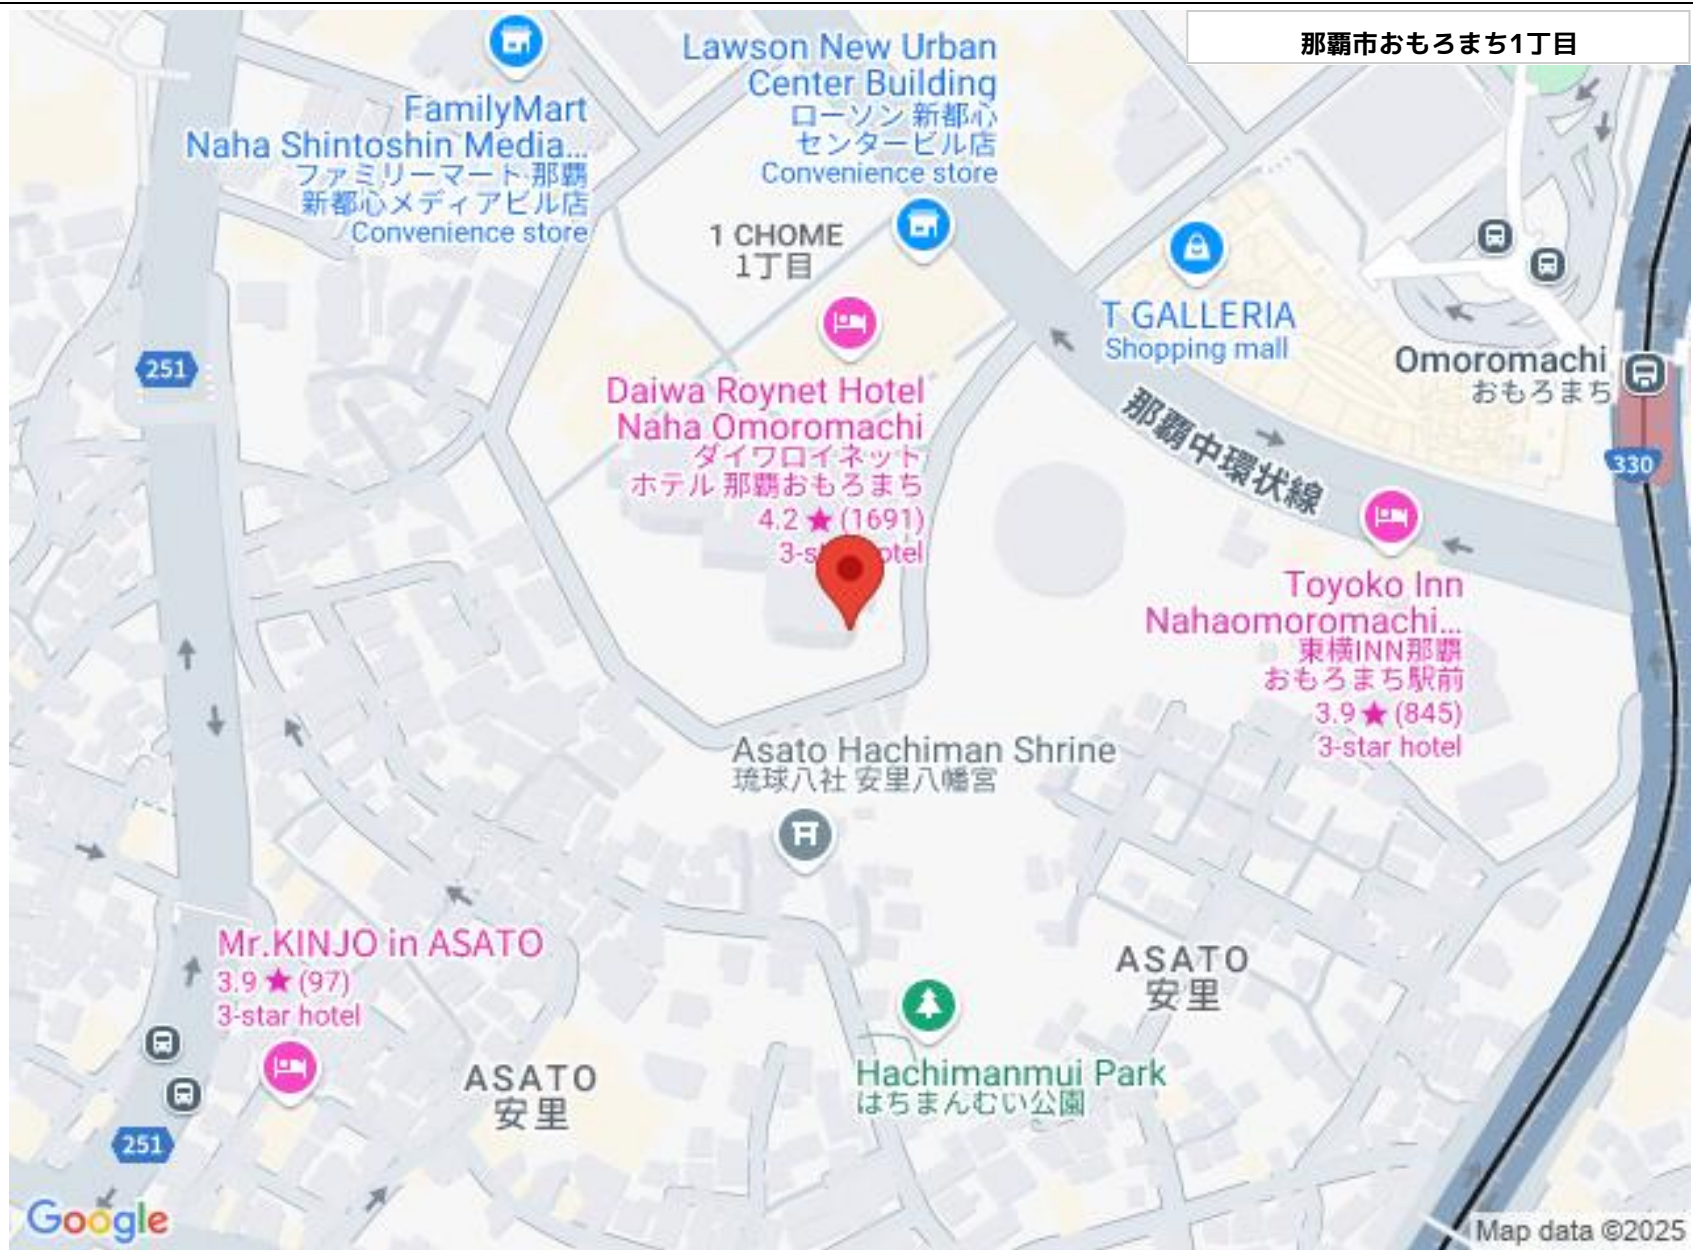 那覇市おもろまち1丁目
Lawson New Urban
Center Building
ローソン 新都心
センタービル店
Convenience store
FamilyMart
Naha Shintoshin Media...
ファミリーマート 那覇
新都心メディアビル店
Convenience store
1 CHOME
1丁目
T GALLERIA
Shopping mall
Omoromachi
おもろまち
251
330
那覇中環状線
Daiwa Roynet Hotel
Naha Omoromachi
ダイワロイネット
ホテル 那覇おもろまち
4.2 ★ (1691)
Toyoko Inn
Nahaomoromachi...
東横INN那覇
おもろまち駅前
3.9 ★ (845)
3-star hotel
Asato Hachiman Shrine
琉球八社 安里八幡宮
Mr.KINJO in ASATO
3.9 ★ (97)
3-star hotel
ASATO
安里
ASATO
安里
Hachimanmui Park
はちまんむい公園
251
Google
Map data ©2025